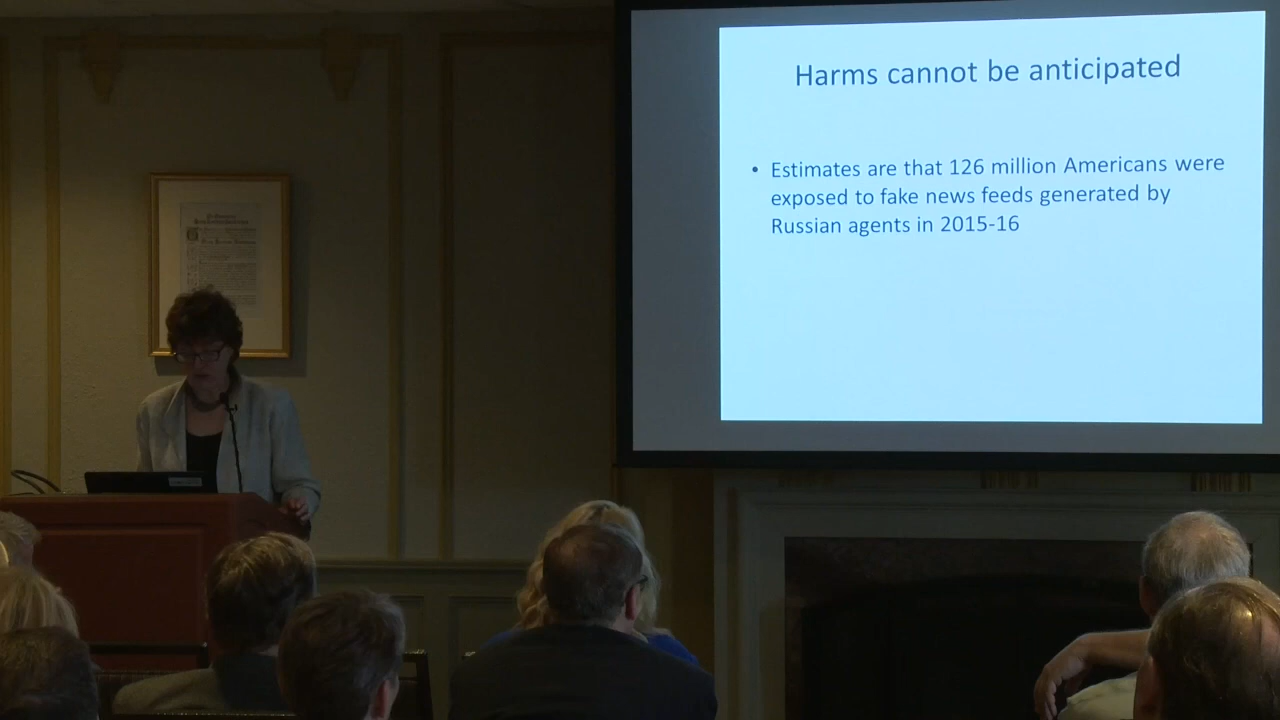 Harms cannot be anticipated
• Estimates are that 126 million Americans were
exposed to fake news feeds generated by
Russian agents in 2015-16